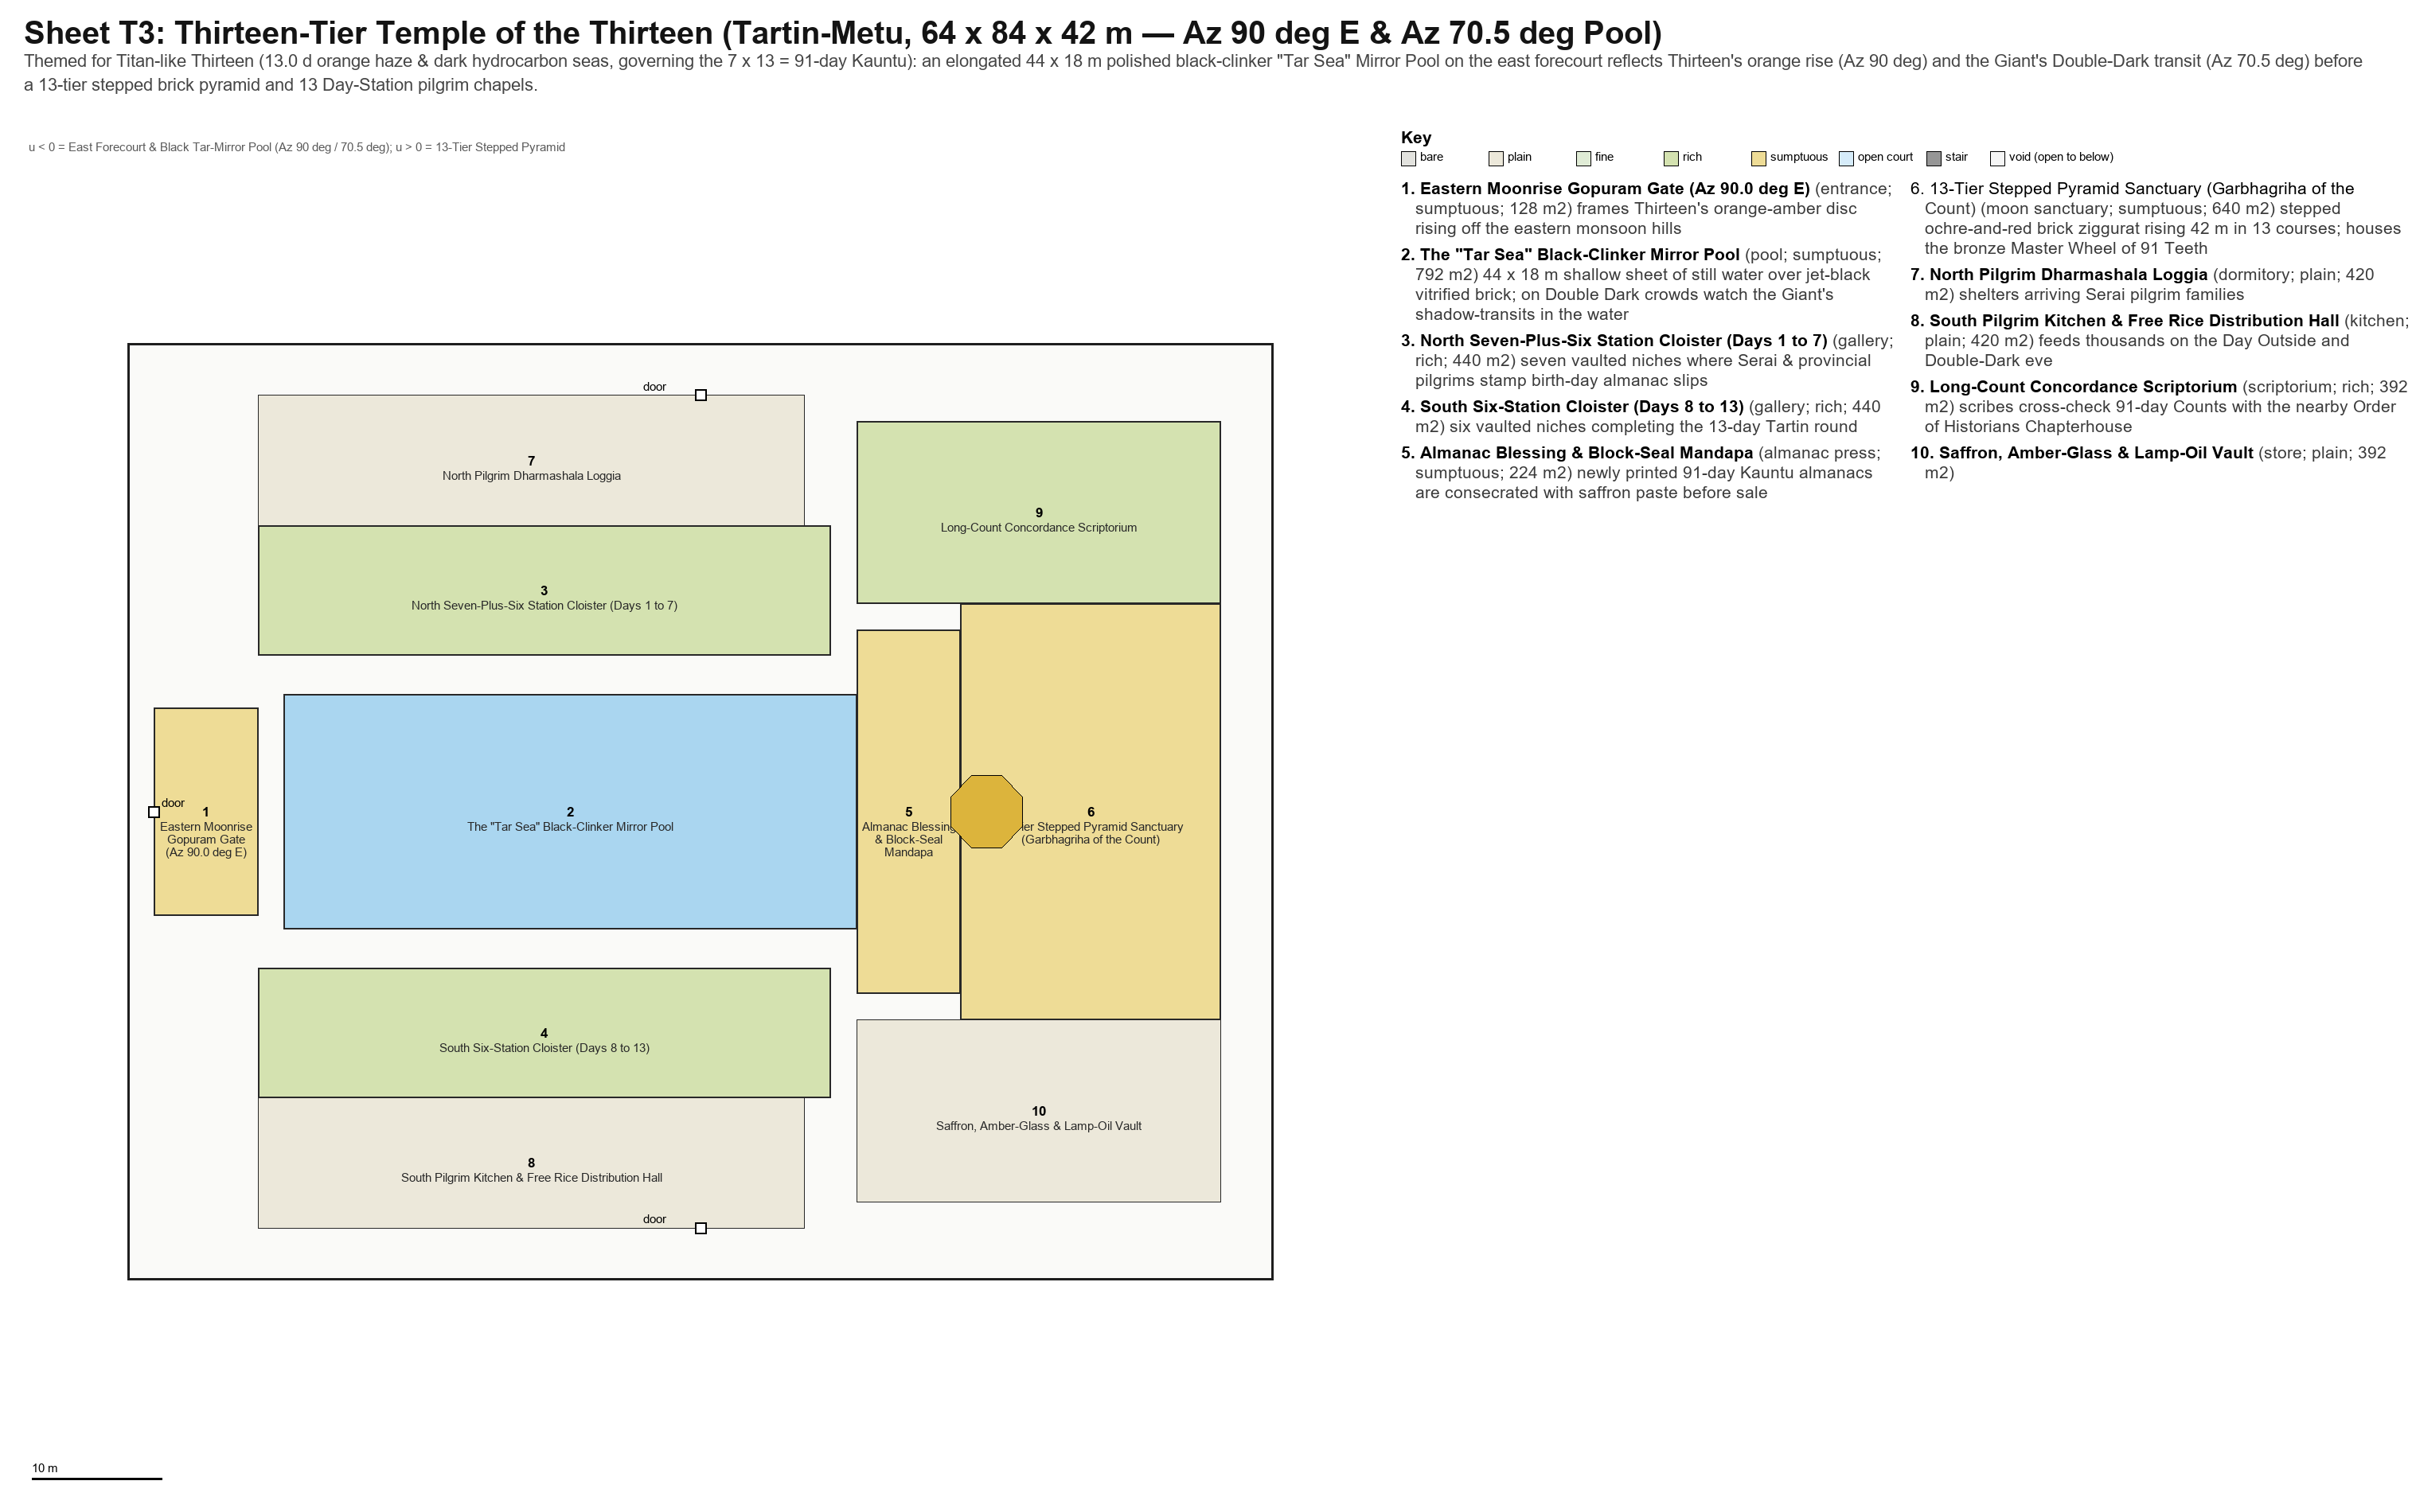 Sheet T3: Thirteen-Tier Temple of the Thirteen (Tartin-Metu, 64 x 84 x 42 m — Az 90 deg E & Az 70.5 deg Pool)
Themed for Titan-like Thirteen (13.0 d orange haze & dark hydrocarbon seas, governing the 7 x 13 = 91-day Kauntu): an elongated 44 x 18 m polished black-clinker "Tar Sea" Mirror Pool on the east forecourt reflects Thirteen's orange rise (Az 90 deg) and the Giant's Double-Dark transit (Az 70.5 deg) before
a 13-tier stepped brick pyramid and 13 Day-Station pilgrim chapels.
u < 0 = East Forecourt & Black Tar-Mirror Pool (Az 90 deg / 70.5 deg); u > 0 = 13-Tier Stepped Pyramid
door
7
North Pilgrim Dharmashala Loggia
3
North Seven-Plus-Six Station Cloister (Days 1 to 7)
9
Long-Count Concordance Scriptorium
door
1
Eastern Moonrise
Gopuram Gate
(Az 90.0 deg E)
2
The "Tar Sea" Black-Clinker Mirror Pool
5
Almanac Blessing
& Block-Seal
Mandapa
6
Stepped Pyramid Sanctuary
(Garbhagriha of the Count)
4
South Six-Station Cloister (Days 8 to 13)
10
Saffron, Amber-Glass & Lamp-Oil Vault
8
South Pilgrim Kitchen & Free Rice Distribution Hall
door
10 m
Key
bare
plain
fine
rich
sumptuous
open court
stair
void (open to below)
1. Eastern Moonrise Gopuram Gate (Az 90.0 deg E) (entrance;
sumptuous; 128 m2) frames Thirteen's orange-amber disc
rising off the eastern monsoon hills
2. The "Tar Sea" Black-Clinker Mirror Pool (pool; sumptuous;
792 m2) 44 x 18 m shallow sheet of still water over jet-black
vitrified brick; on Double Dark crowds watch the Giant's
shadow-transits in the water
3. North Seven-Plus-Six Station Cloister (Days 1 to 7) (gallery;
rich; 440 m2) seven vaulted niches where Serai & provincial
pilgrims stamp birth-day almanac slips
4. South Six-Station Cloister (Days 8 to 13) (gallery; rich; 440
m2) six vaulted niches completing the 13-day Tartin round
5. Almanac Blessing & Block-Seal Mandapa (almanac press;
sumptuous; 224 m2) newly printed 91-day Kauntu almanacs
are consecrated with saffron paste before sale
6. 13-Tier Stepped Pyramid Sanctuary (Garbhagriha of the
Count) (moon sanctuary; sumptuous; 640 m2) stepped
ochre-and-red brick ziggurat rising 42 m in 13 courses; houses
the bronze Master Wheel of 91 Teeth
7. North Pilgrim Dharmashala Loggia (dormitory; plain; 420
m2) shelters arriving Serai pilgrim families
8. South Pilgrim Kitchen & Free Rice Distribution Hall (kitchen;
plain; 420 m2) feeds thousands on the Day Outside and
Double-Dark eve
9. Long-Count Concordance Scriptorium (scriptorium; rich; 392
m2) scribes cross-check 91-day Counts with the nearby Order
of Historians Chapterhouse
10. Saffron, Amber-Glass & Lamp-Oil Vault (store; plain; 392
m2)